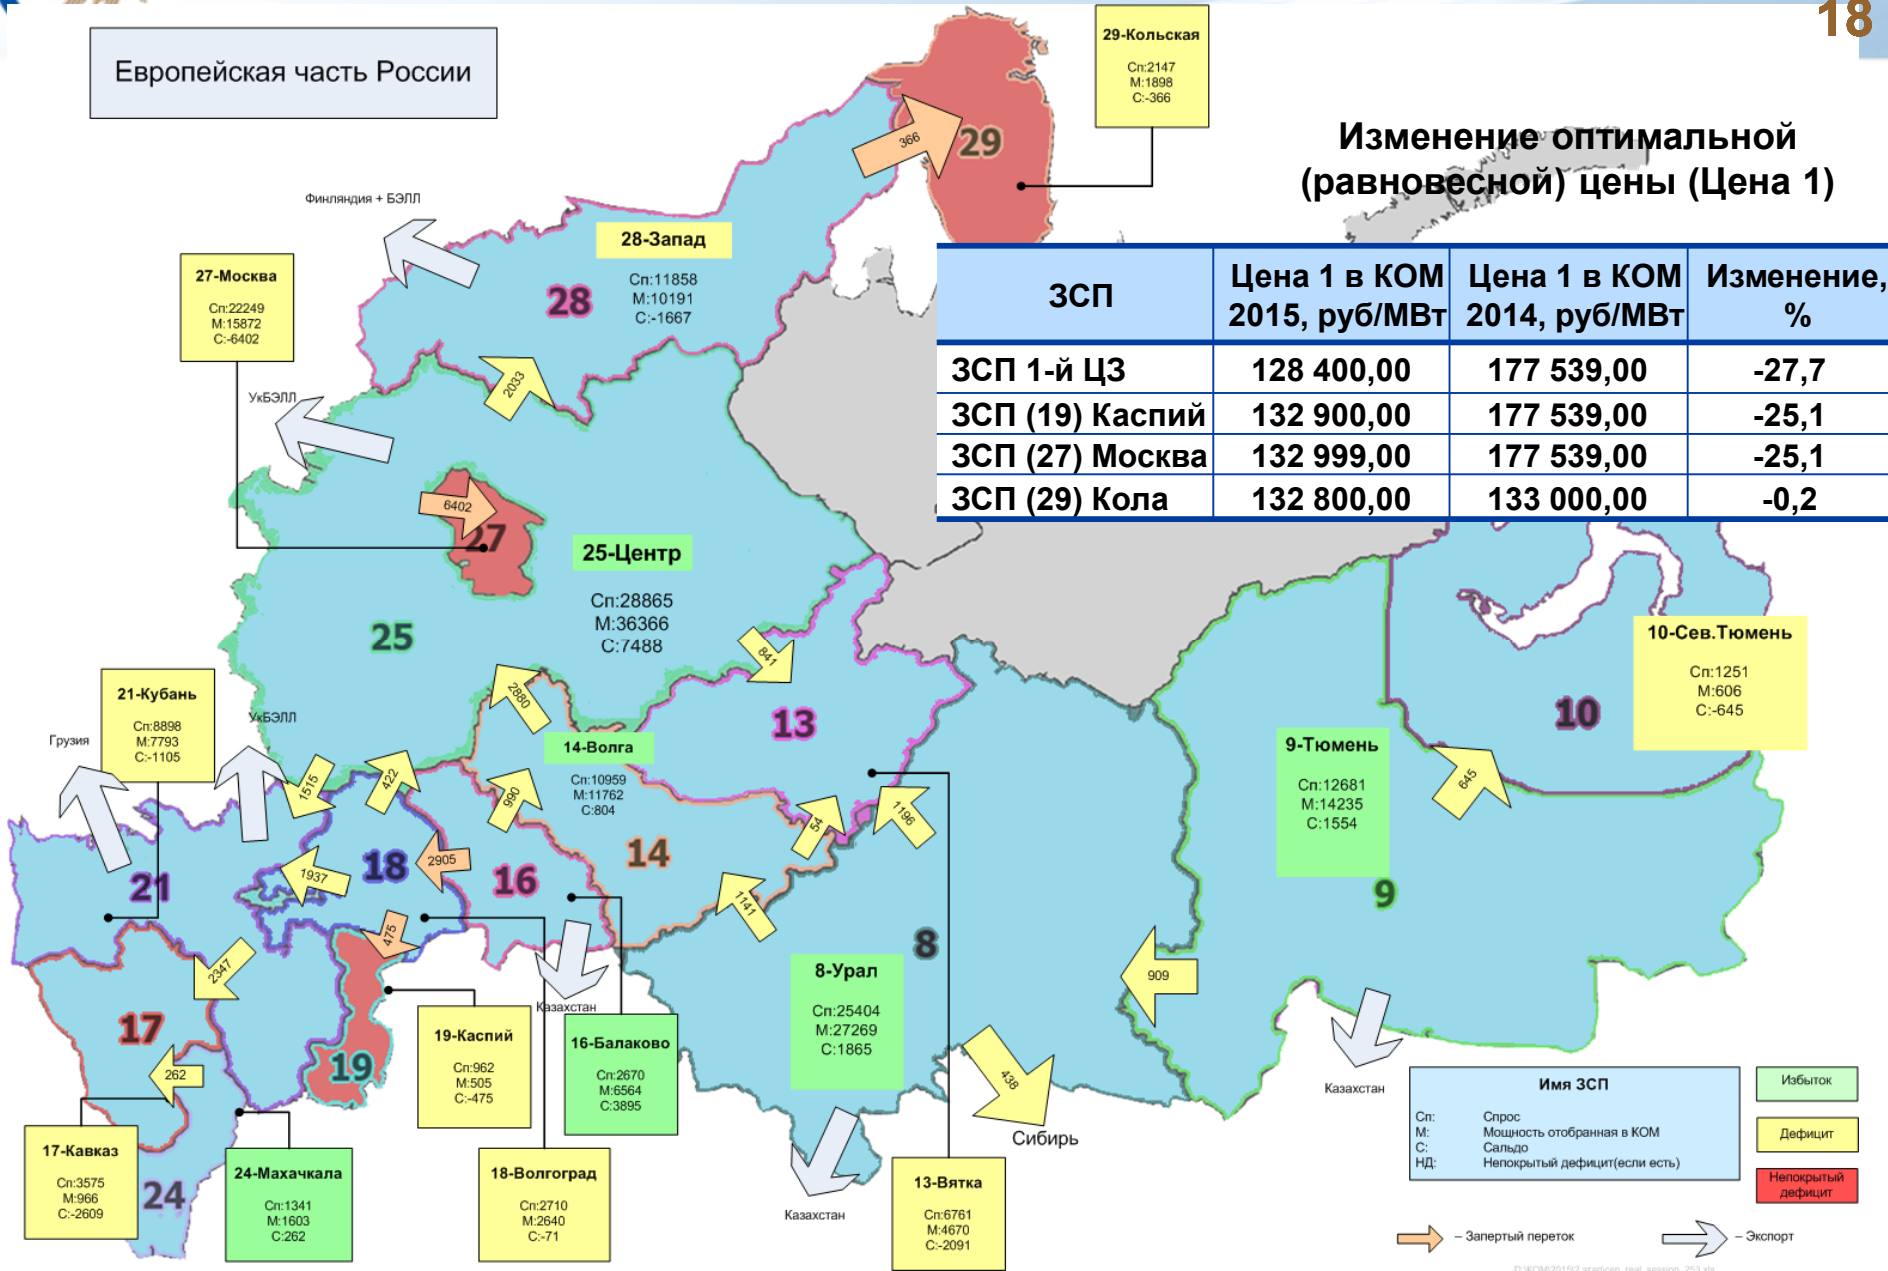 18
Европейская часть России
29-Кольская
Сп:2147
М:1898
С:-366
366
29
Изменение оптимальной
(равновесной) цены (Цена 1)
ЗСП Цена 1 в КОМ 2015, руб/МВт Цена 1 в КОМ 2014, руб/МВт Изменение, %
ЗСП 1-й ЦЗ 128 400,00 177 539,00 -27,7
ЗСП (19) Каспий 132 900,00 177 539,00 -25,1
ЗСП (27) Москва 132 999,00 177 539,00 -25,1
ЗСП (29) Кола 132 800,00 133 000,00 -0,2
Финляндия + БЭЛЛ
28-Запад
Сп:11858
М:10191
С:-1667
28
27-Москва
Сп:22249
М:15872
С:-6402
2033
УкБЭЛЛ
6402
27
25-Центр
Сп:28865
М:36366
С:7488
25
841
10-Сев.Тюмень
Сп:1251
М:606
С:-645
10
21-Кубань
Сп:8898
М:7793
С:-1105
УкБЭЛЛ
Грузия
2880
13
14-Волга
Сп:10959
М:11762
С:804
9-Тюмень
Сп:12681
М:14235
С:1554
645
1515
422
990
54
1196
14
18
2905
16
1937
21
9
1141
8
475
2347
8-Урал
Сп:25404
М:27269
С:1865
909
Казахстан
17
19
262
19-Каспий
Сп:962
М:505
С:-475
16-Балаково
Сп:2670
М:6564
С:3895
438
Сибирь
Казахстан
17-Кавказ
Сп:3575
М:966
С:-2609
24
24-Махачкала
Сп:1341
М:1603
С:262
18-Волгоград
Сп:2710
М:2640
С:-71
Казахстан
13-Вятка
Сп:6761
М:4670
С:-2091
Имя ЗСП
Сп: Спрос
М: Мощность отобранная в КОМ
С: Сальдо
НД: Непокрытый дефицит(если есть)
Избыток
Дефицит
Непокрытый
дефицит
– Запертый переток
– Экспорт